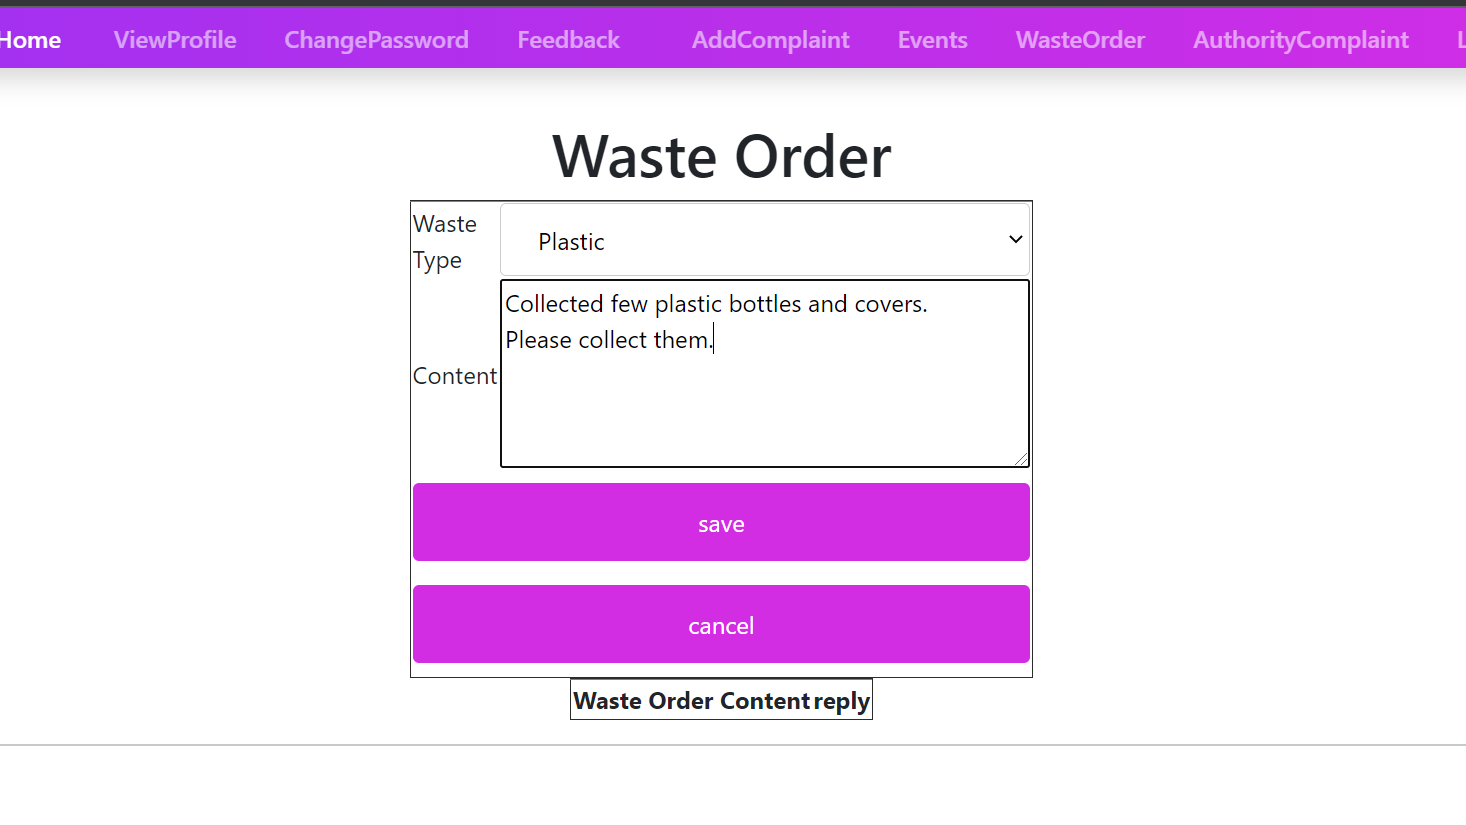 Home ViewProfile ChangePassword Feedback AddComplaint Events WasteOrder AuthorityComplaint
Waste Order
Waste
Type
Plastic
Collected few plastic bottles and covers.
Please collect them.
Content
save
cancel
Waste Order Content reply